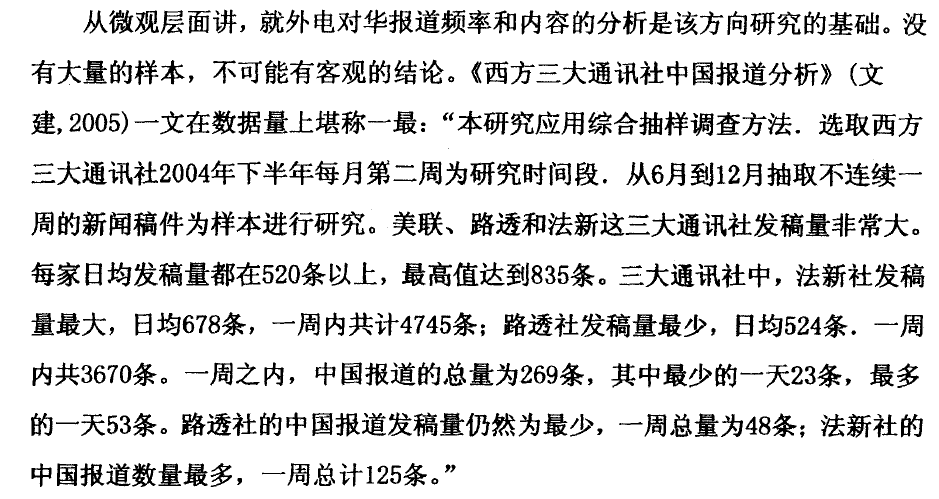 从微观层面讲，就外电对华报道频率和内容的分析是该方向研究的基础。没
有大量的样本，不可能有客观的结论。《西方三大通讯社中国报道分析》(文
建,2005)一文在数据量上堪称一最：“本研究应用综合抽样调查方法．选取西方
三大通讯社2004年下半年每月第二周为研究时间段．从6月到12月抽取不连续一
周的新闻稿件为样本进行研究。美联、路透和法新这三大通讯社发稿量非常大。
每家日均发稿量都在520条以上，最高值达到835条。三大通讯社中，法新社发稿
量最大，日均678条，一周内共计4745条；路透社发稿量最少，日均524条．一周
内共3670条。一周之内，中国报道的总量为269条，其中最少的一天23条，最多
的一天53条。路透社的中国报道发稿量仍然为最少，一周总量为48条；法新社的
中国报道数量最多，一周总计125条。”